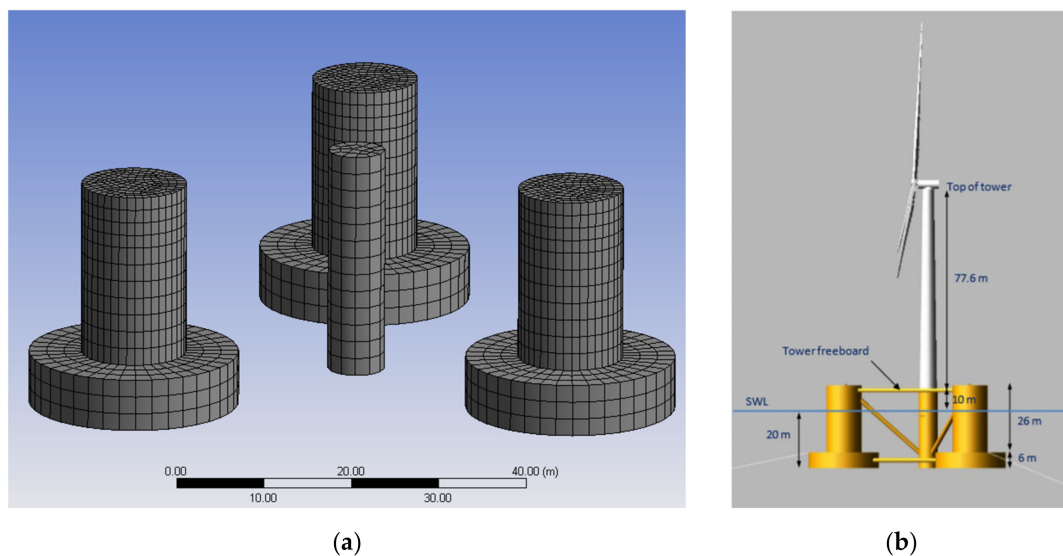 0.00
20.00
40.00 (m)
10.00
30.00
(a)
Top of tower
77.6 m
Tower freeboard
10 m
SWL
20 m
26 m
6 m
(b)